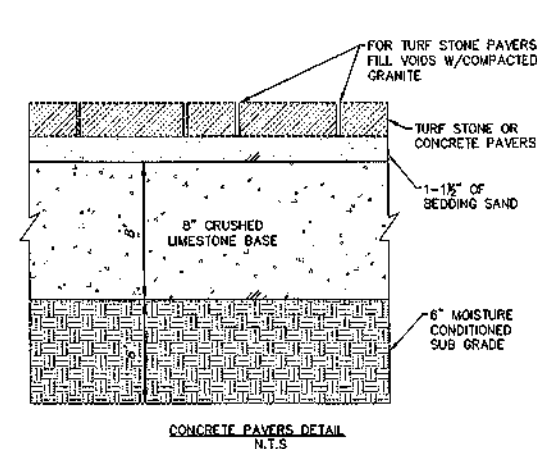 FOR TURF STONE PAVERS
FILL VOIDS W/COMPACTED
GRANITE
TURF STONE OR
CONCRETE PAVERS
1-1½" OF
BEDDING SAND
8" CRUSHED
LIMESTONE BASE
8"
6" MOISTURE
CONDITIONED
SUB GRADE
CONCRETE PAVERS DETAIL
N.T.S